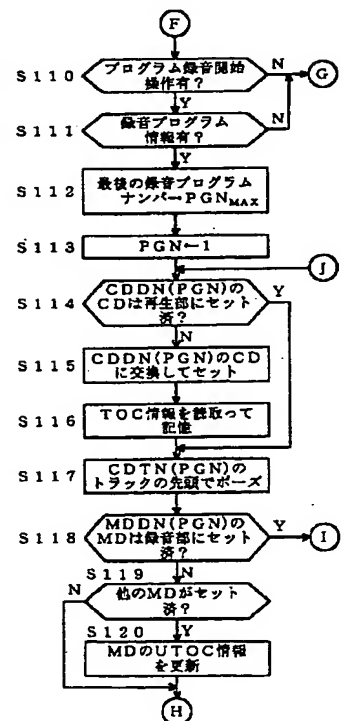 F
S110
プログラム録音開始
操作有?
N
G
Y
S111
録音プログラム
情報有?
N
Y
S112
最後の録音プログラム
ナンバー→PGNMAX
S113
PGN←1
J
S114
CDDN(PGN)の
CDは再生部にセット
済?
Y
N
S115
CDDN(PGN)のCD
に交換してセット
S116
TOC情報を読取って
記憶
S117
CDTN(PGN)の
トラックの先頭でポーズ
S118
MDDN(PGN)の
MDは録音部にセット
済?
Y
I
N
S119
他のMDがセット
済?
N
Y
S120
MDのUTOC情報
を更新
H